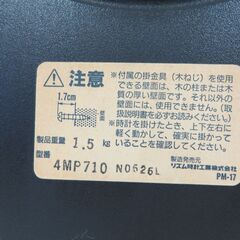 ⚠注意
※付属の掛金具（木ねじ）を使用
できる壁面は、木の柱または木
質の厚い壁面です。それ以外の
壁面には、使用できません。（取
扱説明書をお読みください。）
※時計を掛けたとき、上下左右に
軽く動かして、確実に掛かって
いることを確認してください。
1.7cm
壁面
製品重量 1.5 kg
型番 4MP710 N0626L
製造発売元
リズム時計工業株式会社
PM-17